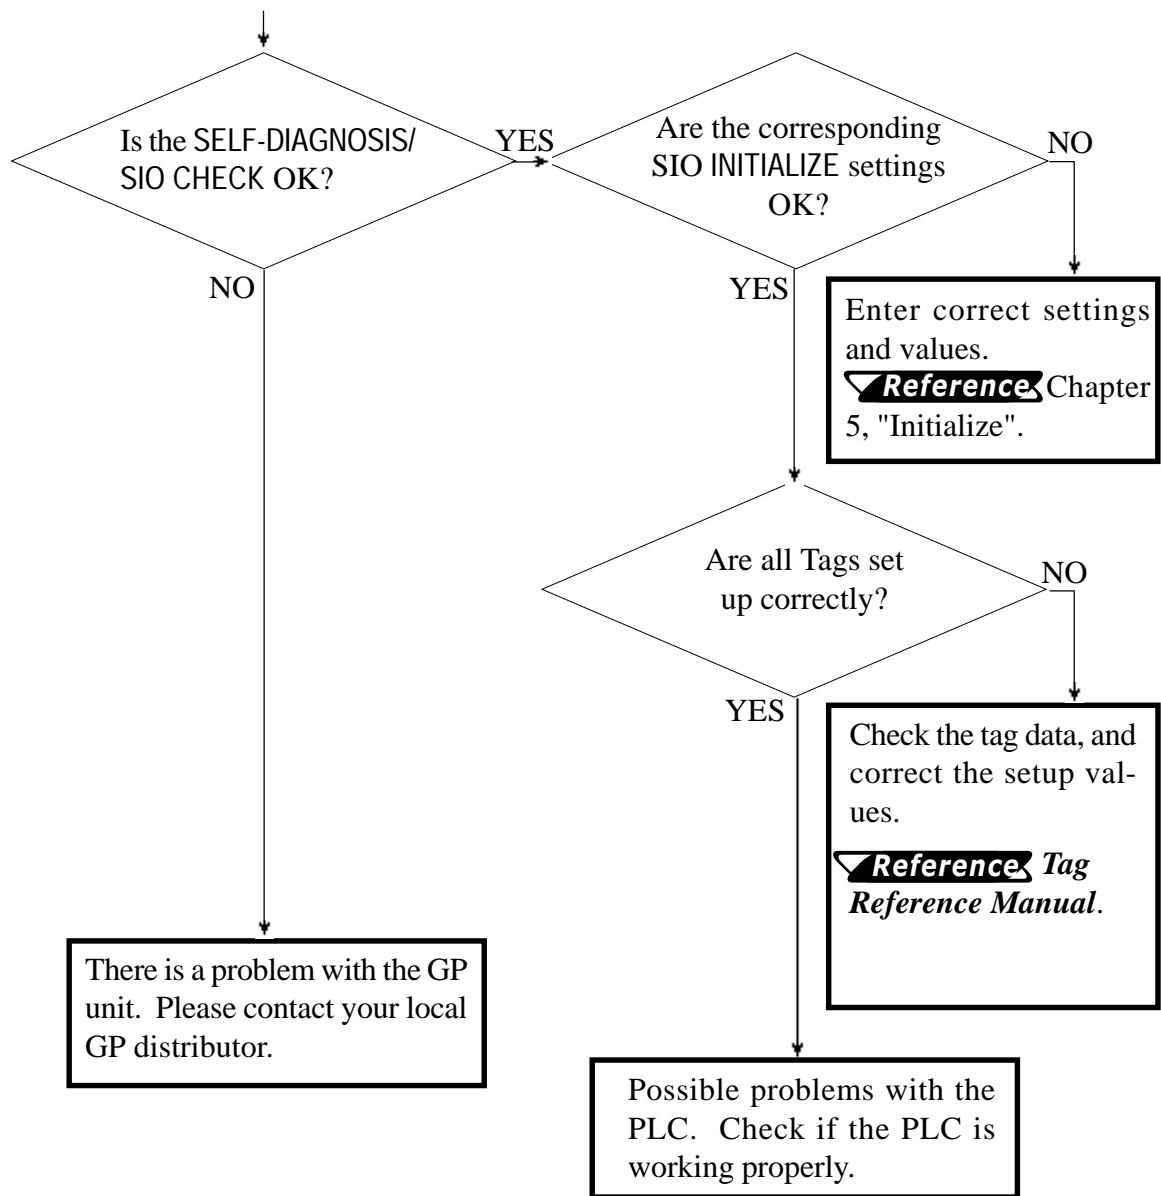 Is the SELF-DIAGNOSIS/
SIO CHECK OK?
YES
NO
Are the corresponding
SIO INITIALIZE settings
OK?
NO
YES
Enter correct settings
and values.
Reference Chapter
5, "Initialize".
Are all Tags set
up correctly?
NO
YES
Check the tag data, and
correct the setup val-
ues.
Reference Tag
Reference Manual.
There is a problem with the GP
unit. Please contact your local
GP distributor.
Possible problems with the
PLC. Check if the PLC is
working properly.